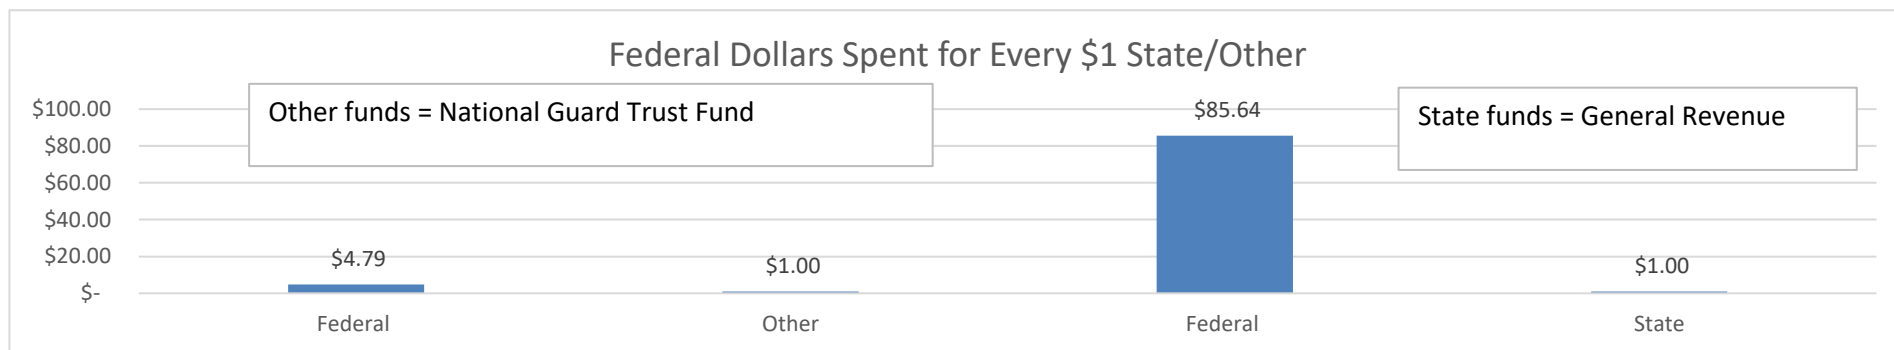 Federal Dollars Spent for Every $1 State/Other
Other funds = National Guard Trust Fund
State funds = General Revenue
$100.00
$80.00
$60.00
$40.00
$20.00
$-
$4.79
$1.00
$85.64
$1.00
Federal
Other
Federal
State